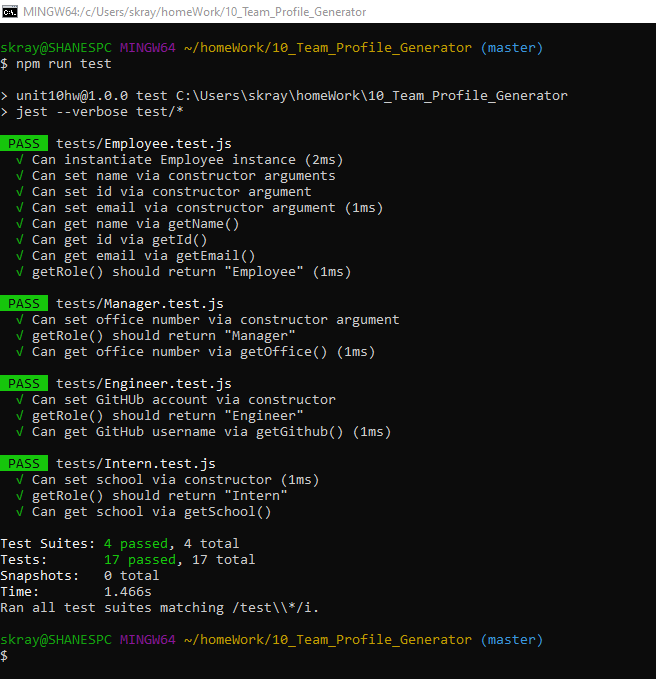 MINGW64:/c/Users/skray/homeWork/10_Team_Profile_Generator
skray@SHANESPC MINGW64 ~/homeWork/10_Team_Profile_Generator (master)
$ npm run test
> unit10hw@1.0.0 test C:\Users\skray\homeWork\10_Team_Profile_Generator
> jest --verbose test/*
PASS tests/Employee.test.js
√ Can instantiate Employee instance (2ms)
√ Can set name via constructor arguments
√ Can set id via constructor argument
√ Can set email via constructor argument (1ms)
√ Can get name via getName()
√ Can get id via getId()
√ Can get email via getEmail()
√ getRole() should return "Employee" (1ms)
PASS tests/Manager.test.js
√ Can set office number via constructor argument
√ getRole() should return "Manager"
√ Can get office number via getOffice() (1ms)
PASS tests/Engineer.test.js
√ Can set GitHUb account via constructor
√ getRole() should return "Engineer"
√ Can get GitHub username via getGithub() (1ms)
PASS tests/Intern.test.js
√ Can set school via constructor (1ms)
√ getRole() should return "Intern"
√ Can get school via getSchool()
Test Suites: 4 passed, 4 total
Tests: 17 passed, 17 total
Snapshots: 0 total
Time: 1.466s
Ran all test suites matching /test\\*/i.
skray@SHANESPC MINGW64 ~/homeWork/10_Team_Profile_Generator (master)
$